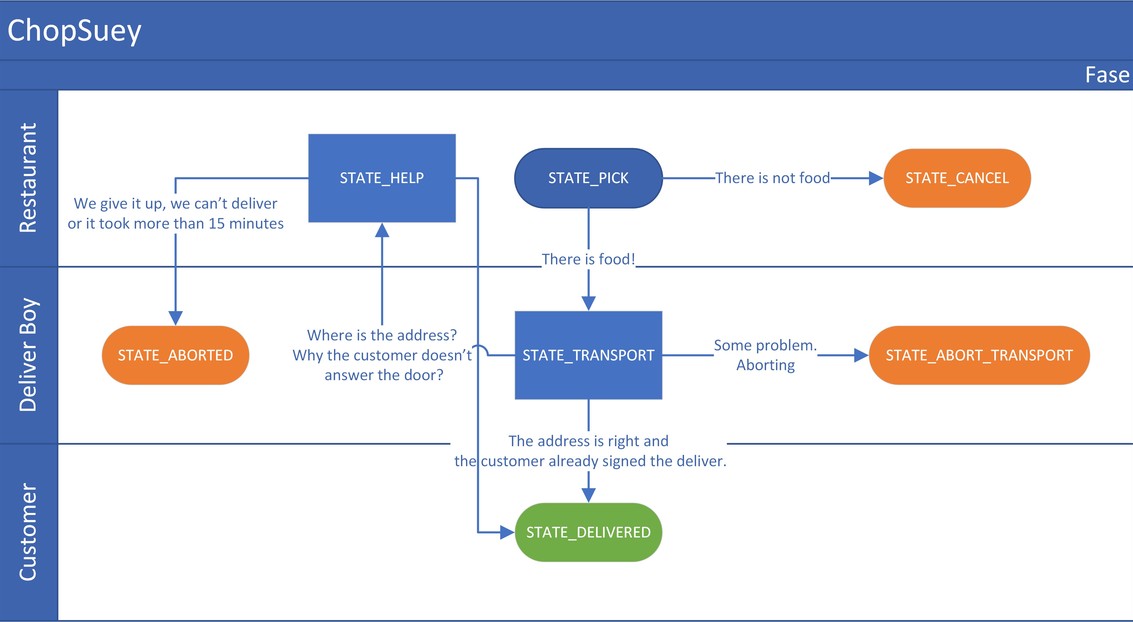 ChopSuey
Fase
Restaurant
STATE_HELP
STATE_PICK
There is not food
STATE_CANCEL
We give it up, we can't deliver
or it took more than 15 minutes
There is food!
Deliver Boy
STATE_ABORTED
Where is the address?
Why the customer doesn't
answer the door?
STATE_TRANSPORT
Some problem.
Aborting
STATE_ABORT_TRANSPORT
The address is right and
the customer already signed the deliver.
Customer
STATE_DELIVERED